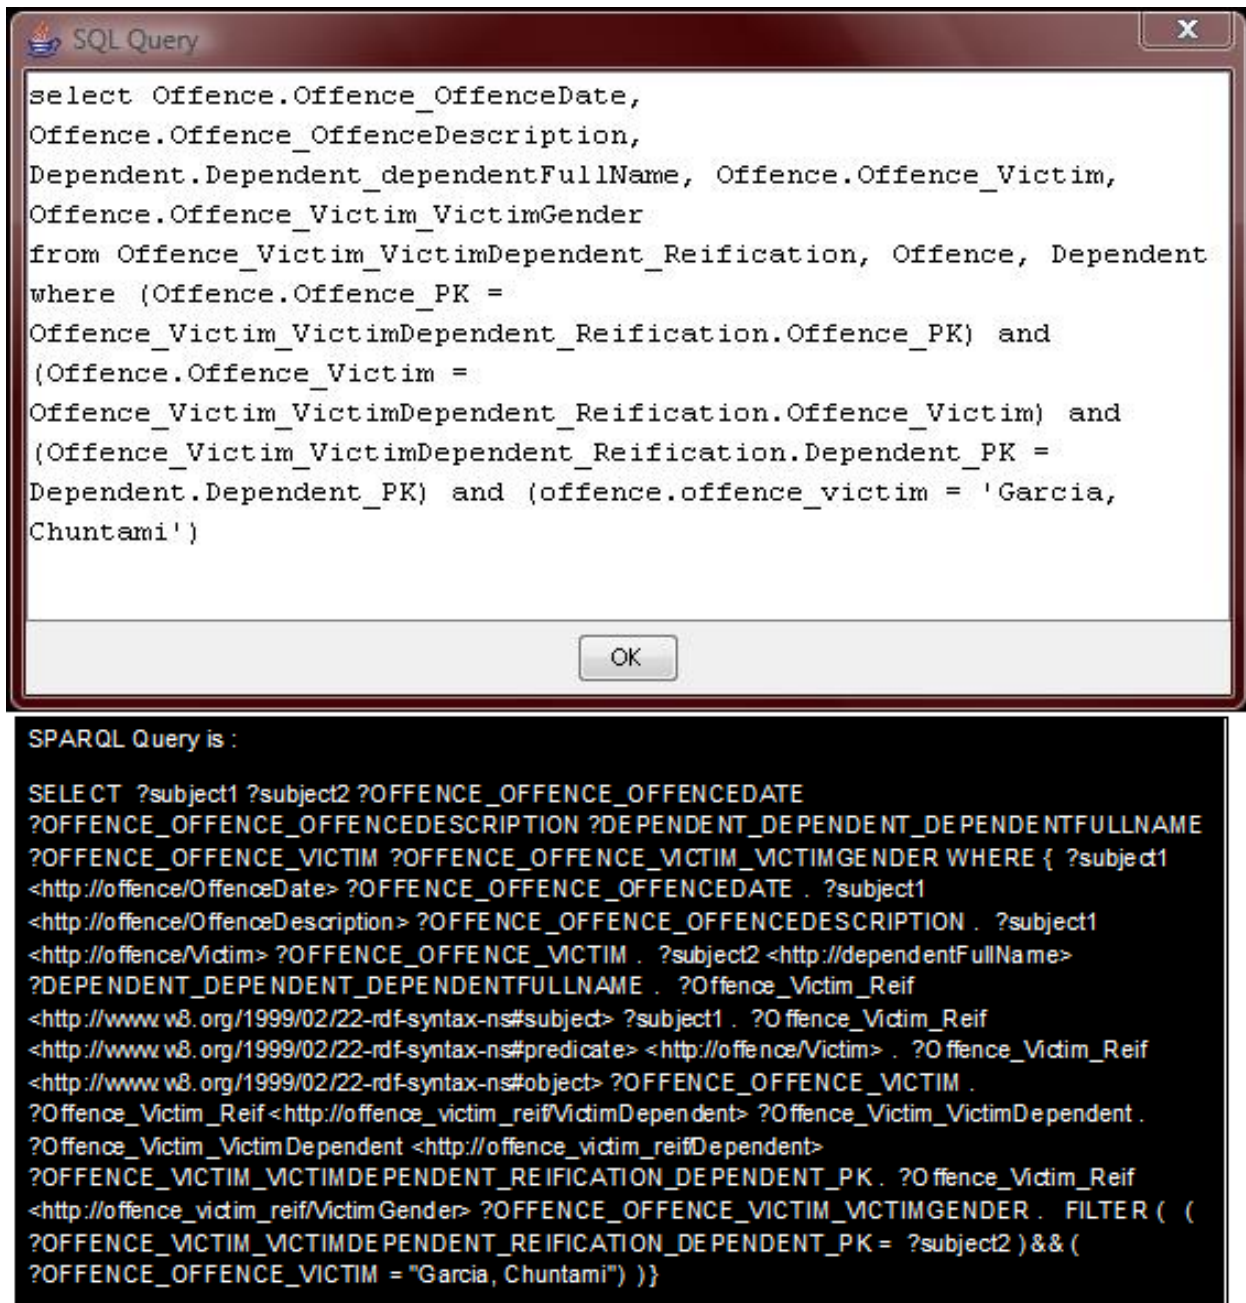 SQL Query
X
select Offence.Offence_OffenceDate,
Offence.Offence_OffenceDescription,
Dependent.Dependent_dependentFullName, Offence.Offence_Victim,
Offence.Offence_Victim_VictimGender
from Offence_Victim_VictimDependent_Reification, Offence, Dependent
where (Offence.Offence_PK =
Offence_Victim_VictimDependent_Reification.Offence_PK) and
(Offence.Offence_Victim =
Offence_Victim_VictimDependent_Reification.Offence_Victim) and
(Offence_Victim_VictimDependent_Reification.Dependent_PK =
Dependent.Dependent_PK) and (offence.offence_victim = 'Garcia,
Chuntami')
OK
SPARQL Query is :
SELECT ?subject1 ?subject2 ?OFFENCE_OFFENCE_OFFENCEDATE
?OFFENCE_OFFENCE_OFFENCEDESCRIPTION ?DEPENDENT_DEPENDENT_DEPENDENTFULLNAME
?OFFENCE_OFFENCE_VICTIM ?OFFENCE_OFFENCE_VICTIM_VICTIMGENDER WHERE { ?subject1
<http://offence/OffenceDate> ?OFFENCE_OFFENCE_OFFENCEDATE . ?subject1
<http://offence/OffenceDescription> ?OFFENCE_OFFENCE_OFFENCEDESCRIPTION . ?subject1
<http://offence/Victim> ?OFFENCE_OFFENCE_VICTIM . ?subject2 <http://dependentFullName>
?DEPENDENT_DEPENDENT_DEPENDENTFULLNAME . ?Offence_Victim_Reif
<http://www.w8.org/1999/02/22-rdf-syntax-ns#subject> ?subject1 . ?Offence_Victim_Reif
<http://www.w8.org/1999/02/22-rdf-syntax-ns#predicate> <http://offence/Victim> . ?Offence_Victim_Reif
<http://www.w8.org/1999/02/22-rdf-syntax-ns#object> ?OFFENCE_OFFENCE_VICTIM .
?Offence_Victim_Reif <http://offence_victim_reif/VictimDependent> ?Offence_Victim_VictimDependent .
?Offence_Victim_VictimDependent <http://offence_victim_reif/Dependent>
?OFFENCE_VICTIM_VICTIMDEPENDENT_REIFICATION_DEPENDENT_PK . ?Offence_Victim_Reif
<http://offence_victim_reif/VictimGender> ?OFFENCE_OFFENCE_VICTIM_VICTIMGENDER . FILTER ( (
?OFFENCE_VICTIM_VICTIMDEPENDENT_REIFICATION_DEPENDENT_PK = ?subject2 ) && (
?OFFENCE_OFFENCE_VICTIM = "Garcia, Chuntami") )}